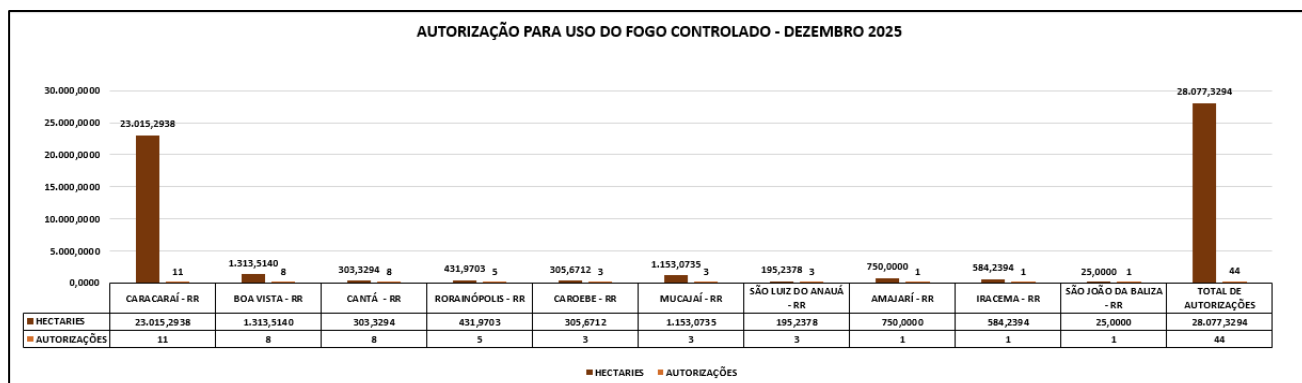 AUTORIZAÇÃO PARA USO DO FOGO CONTROLADO - DEZEMBRO 2025
30.000,0000
25.000,0000
20.000,0000
15.000,0000
10.000,0000
5.000,0000
0,0000
23.015,2938 11 1.313,5140 8 303,3294 8 431,9703 5 305,6712 3 1.153,0735 3 195,2378 3 750,0000 1 584,2394 1 25,0000 1 28.077,3294 44
CARACARAÍ - RR BOA VISTA - RR CANTÁ - RR RORAINÓPOLIS - RR CAROEBE - RR MUCAJAÍ - RR SÃO LUIZ DO ANAUÁ - RR AMAJARÍ - RR IRACEMA - RR SÃO JOÃO DA BALIZA - RR TOTAL DE AUTORIZAÇÕES
HECTARIES 23.015,2938 1.313,5140 303,3294 431,9703 305,6712 1.153,0735 195,2378 750,0000 584,2394 25,0000 28.077,3294
AUTORIZAÇÕES 11 8 8 5 3 3 3 1 1 1 44
HECTARIES AUTORIZAÇÕES